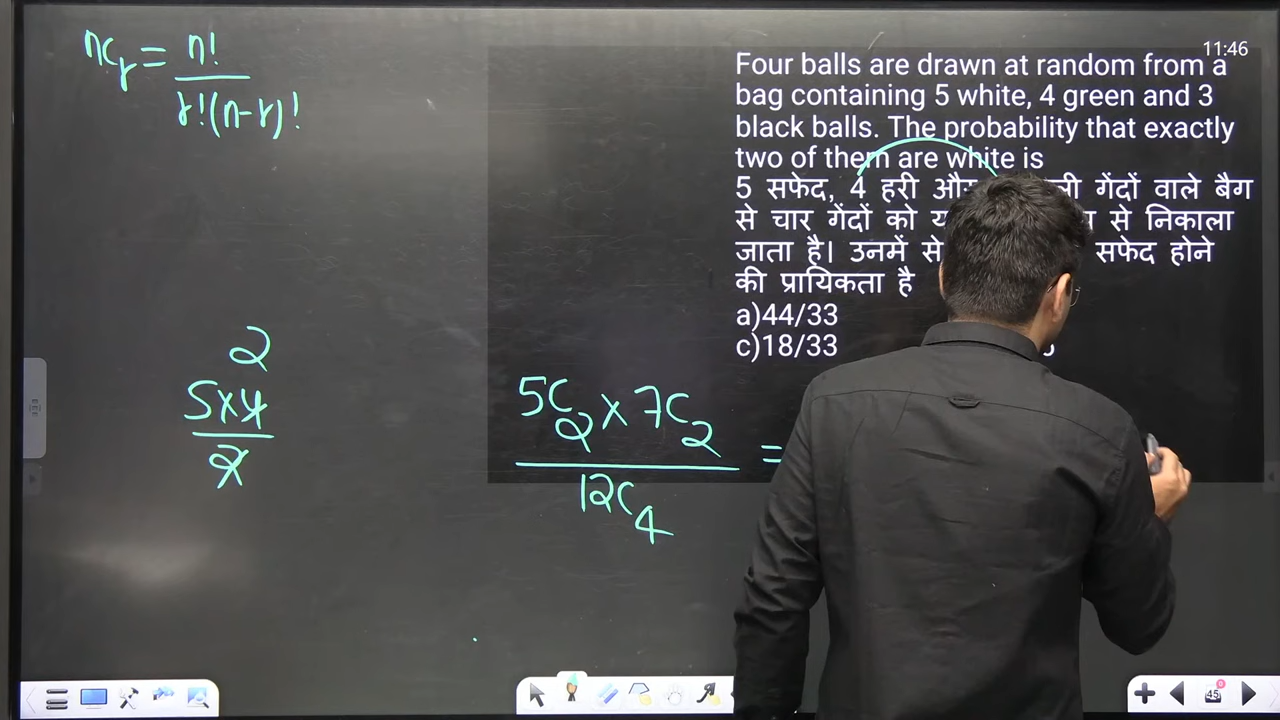 nCr = n!
r!(n-r)!
11:46
Four balls are drawn at random from a
bag containing 5 white, 4 green and 3
black balls. The probability that exactly
two of them are white is
5 सफेद, 4 हरी गेंदों वाले बैग
से चार गेंदों को से निकाला
जाता है। उनमें से सफेद होने
की प्रायिकता है
a)44/33
c)18/33
2
5x4
2
5C2 x 7C2 =
12C4
45